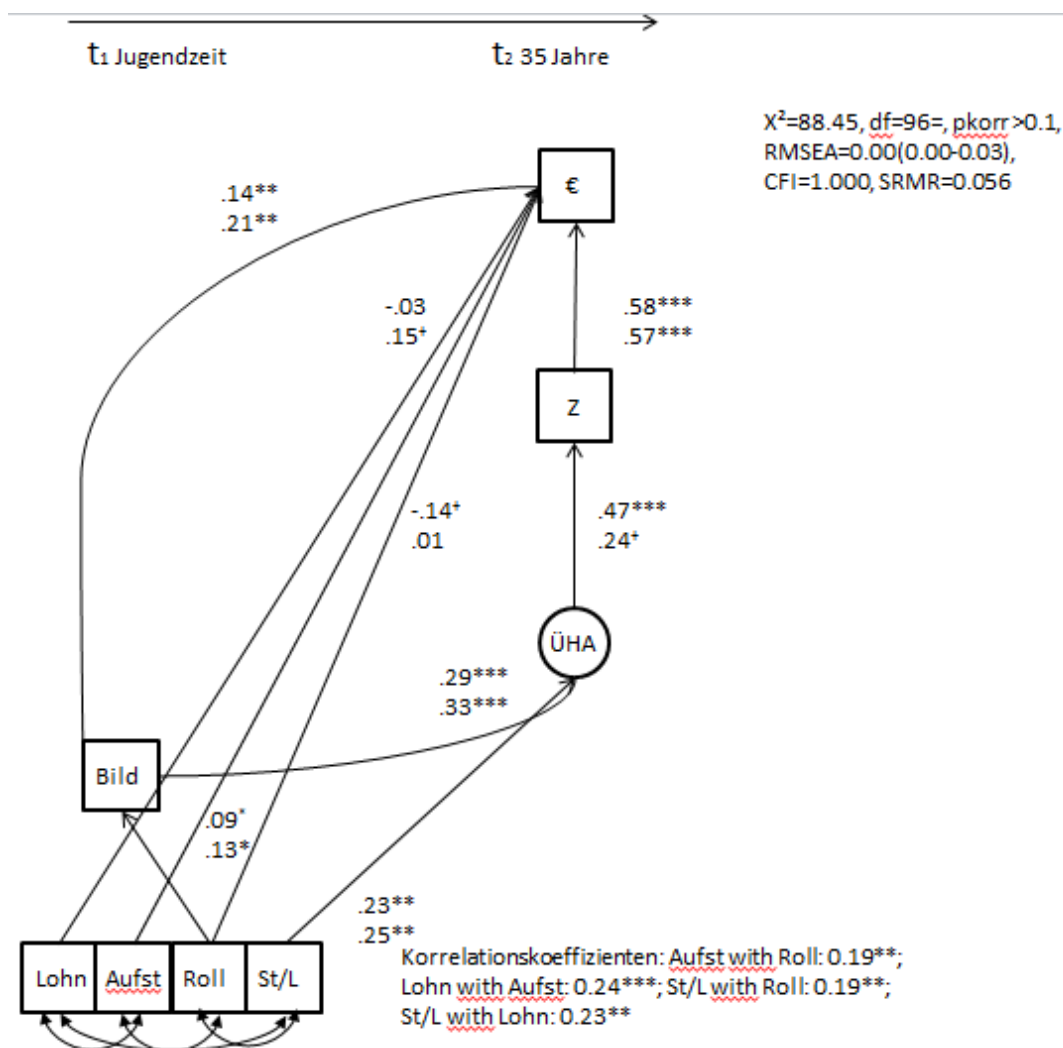 t₁ Jugendzeit
t₂ 35 Jahre
X²=88.45, df=96=, pkorr >0.1,
RMSEA=0.00(0.00-0.03),
CFI=1.000, SRMR=0.056
€
.14**
.21**
-.03
.15⁺
.58***
.57***
Z
-.14⁺
.01
.47***
.24⁺
ÜHA
.29***
.33***
Bild
.09*
.13*
.23**
.25**
Lohn
Aufst
Roll
St/L
Korrelationskoeffizienten: Aufst with Roll: 0.19**;
Lohn with Aufst: 0.24***; St/L with Roll: 0.19**;
St/L with Lohn: 0.23**